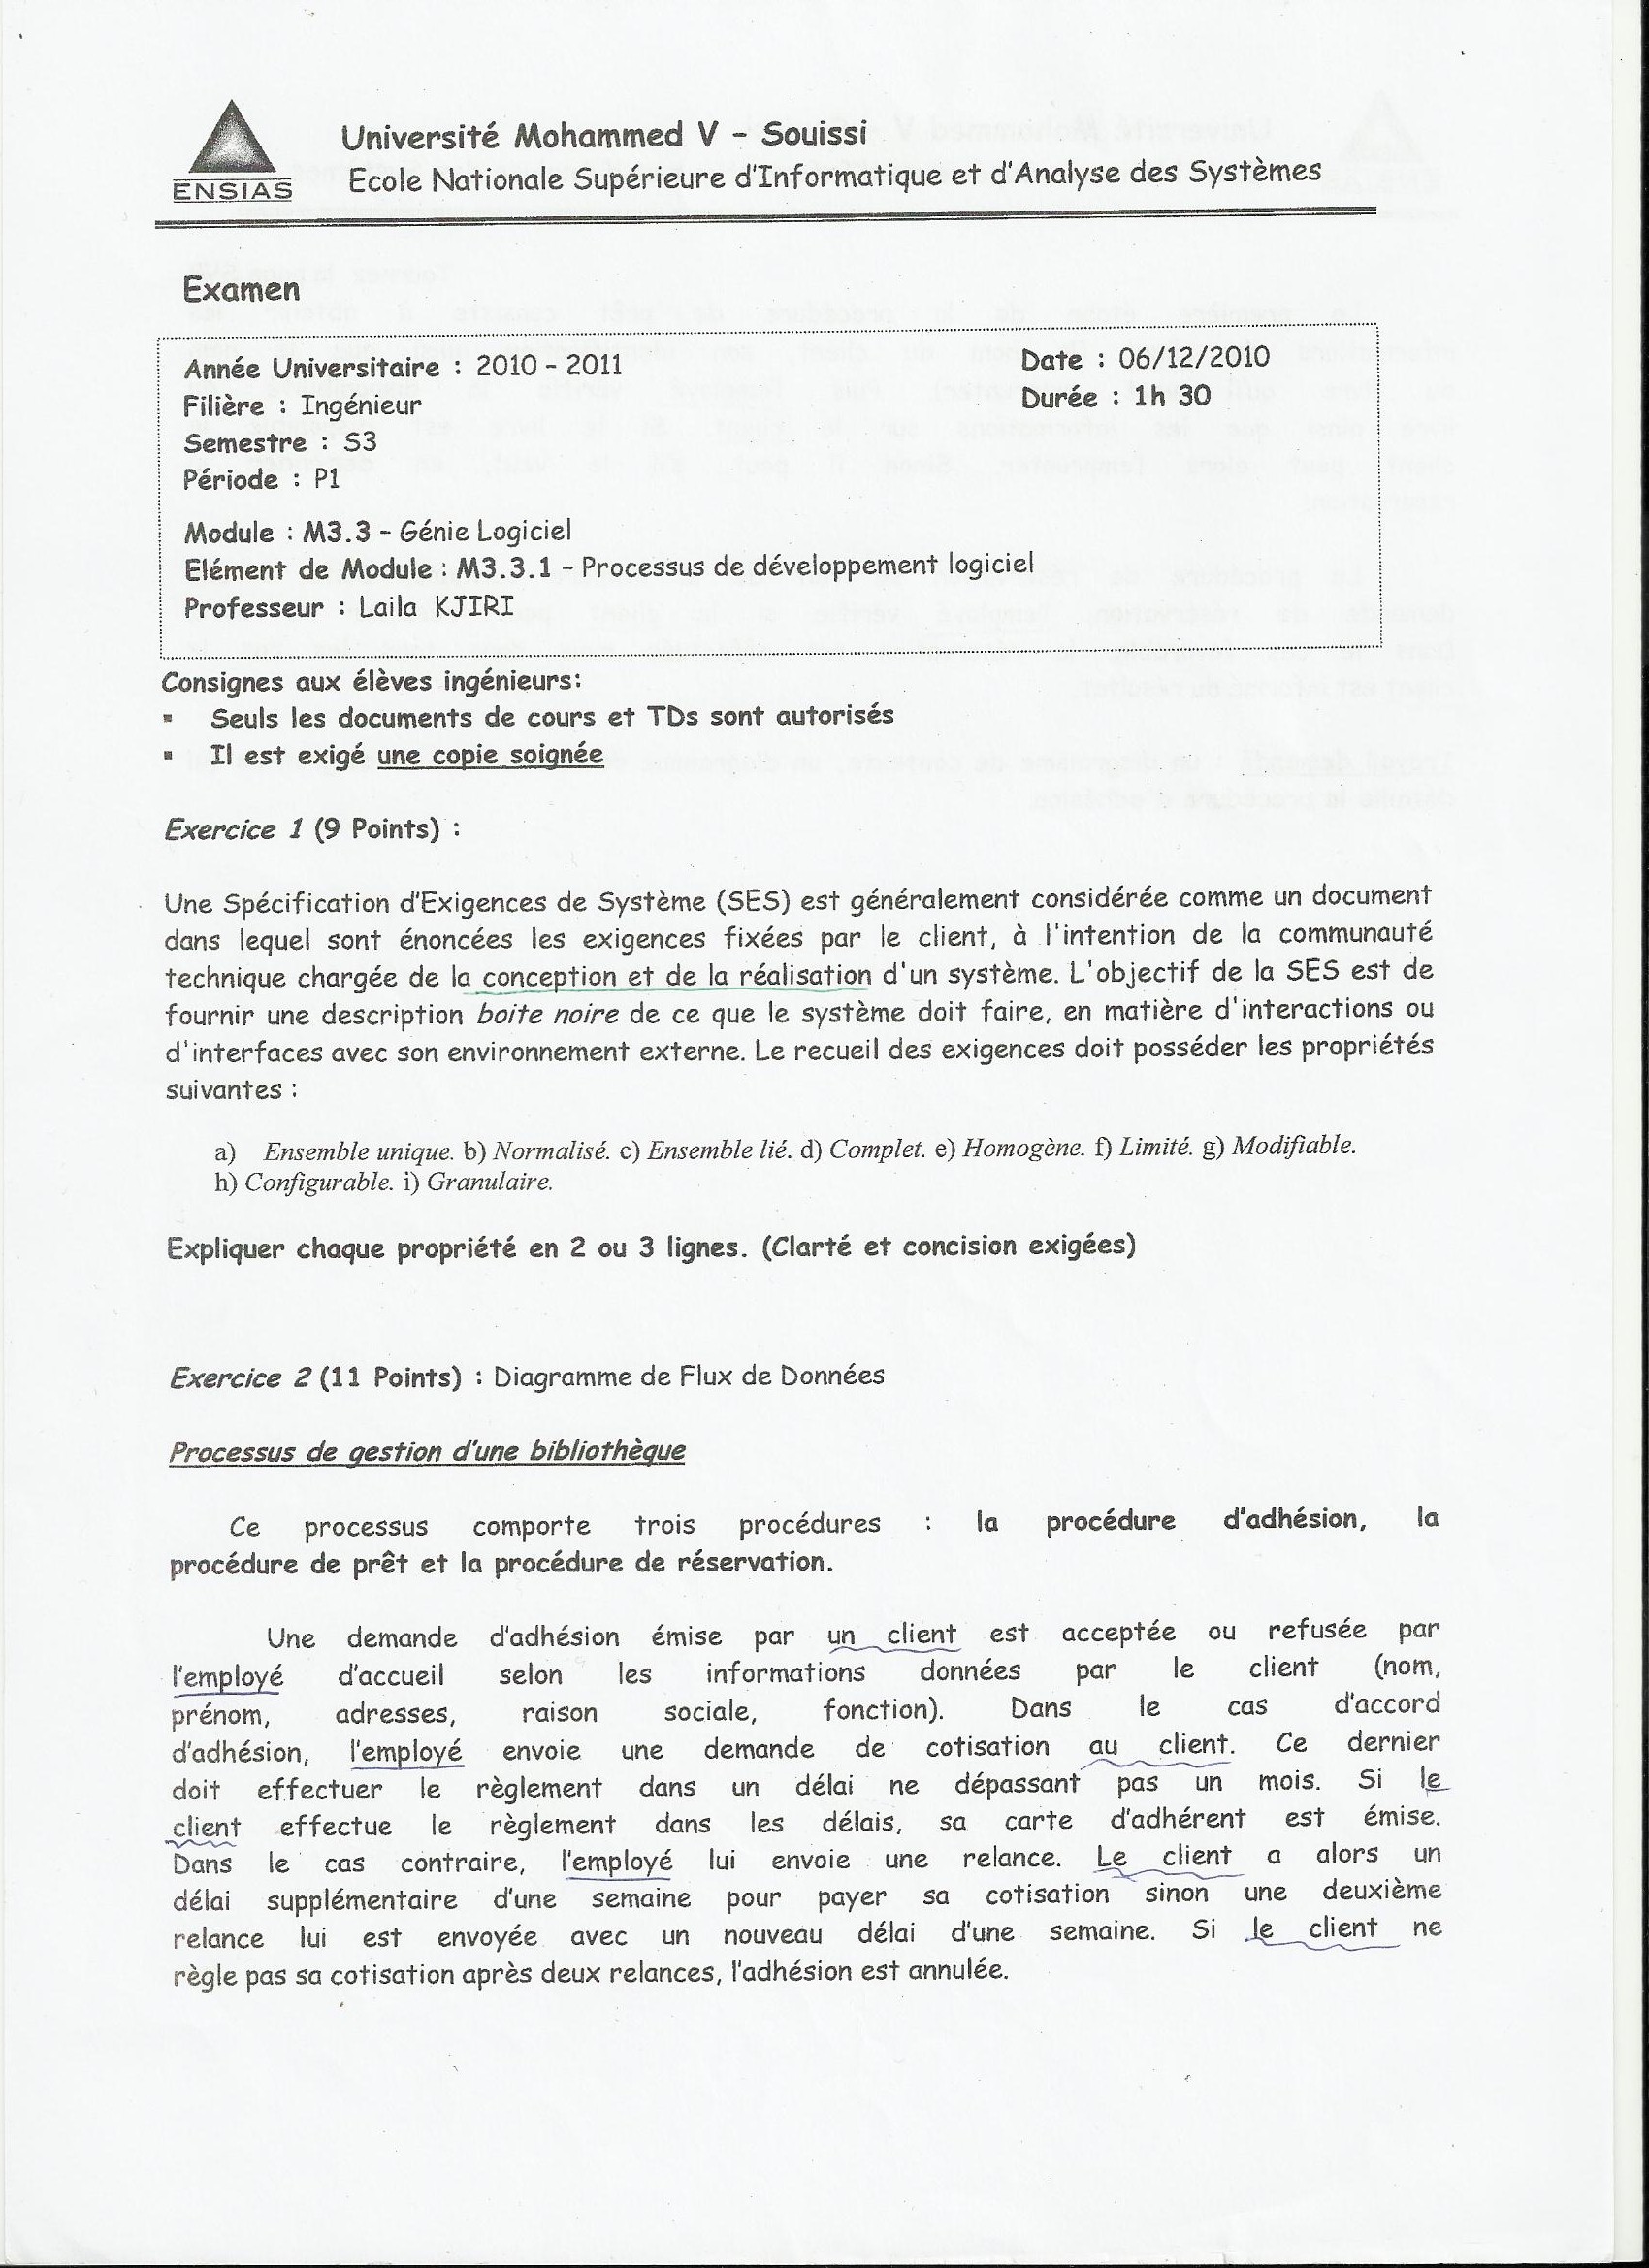 ENSIAS
Université Mohammed V - Souissi
Ecole Nationale Supérieure d'Informatique et d'Analyse des Systèmes
Examen
Année Universitaire : 2010 - 2011
Date : 06/12/2010
Filière : Ingénieur
Durée : 1h 30
Semestre : S3
Période : P1
Module : M3.3 - Génie Logiciel
Elément de Module : M3.3.1 - Processus de développement logiciel
Professeur : Laila KJIRI
Consignes aux élèves ingénieurs:
▪ Seuls les documents de cours et TDs sont autorisés
▪ Il est exigé une copie soignée
Exercice 1 (9 Points) :
Une Spécification d'Exigences de Système (SES) est généralement considérée comme un document
dans lequel sont énoncées les exigences fixées par le client, à l'intention de la communauté
technique chargée de la conception et de la réalisation d'un système. L'objectif de la SES est de
fournir une description boite noire de ce que le système doit faire, en matière d'interactions ou
d'interfaces avec son environnement externe. Le recueil des exigences doit posséder les propriétés
suivantes :
a) Ensemble unique. b) Normalisé. c) Ensemble lié. d) Complet. e) Homogène. f) Limité. g) Modifiable.
h) Configurable. i) Granulaire.
Expliquer chaque propriété en 2 ou 3 lignes. (Clarté et concision exigées)
Exercice 2 (11 Points) : Diagramme de Flux de Données
Processus de gestion d'une bibliothèque
Ce processus comporte trois procédures : la procédure d'adhésion, la
procédure de prêt et la procédure de réservation.
Une demande d'adhésion émise par un client est acceptée ou refusée par
l'employé d'accueil selon les informations données par le client (nom,
prénom, adresses, raison sociale, fonction). Dans le cas d'accord
d'adhésion, l'employé envoie une demande de cotisation au client. Ce dernier
doit effectuer le règlement dans un délai ne dépassant pas un mois. Si le
client effectue le règlement dans les délais, sa carte d'adhérent est émise.
Dans le cas contraire, l'employé lui envoie une relance. Le client a alors un
délai supplémentaire d'une semaine pour payer sa cotisation sinon une deuxième
relance lui est envoyée avec un nouveau délai d'une semaine. Si le client ne
règle pas sa cotisation après deux relances, l'adhésion est annulée.